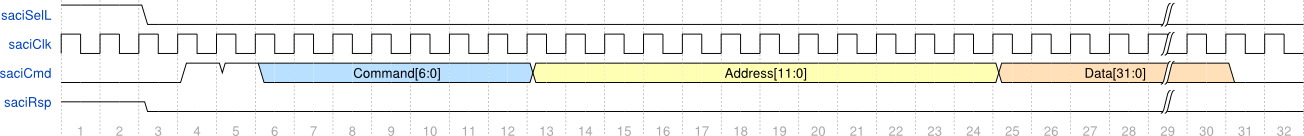 saciSelL
saciClk
saciCmd Command[6:0] Address[11:0] Data[31:0]
saciRsp
1 2 3 4 5 6 7 8 9 10 11 12 13 14 15 16 17 18 19 20 21 22 23 24 25 26 27 28 29 30 31 32